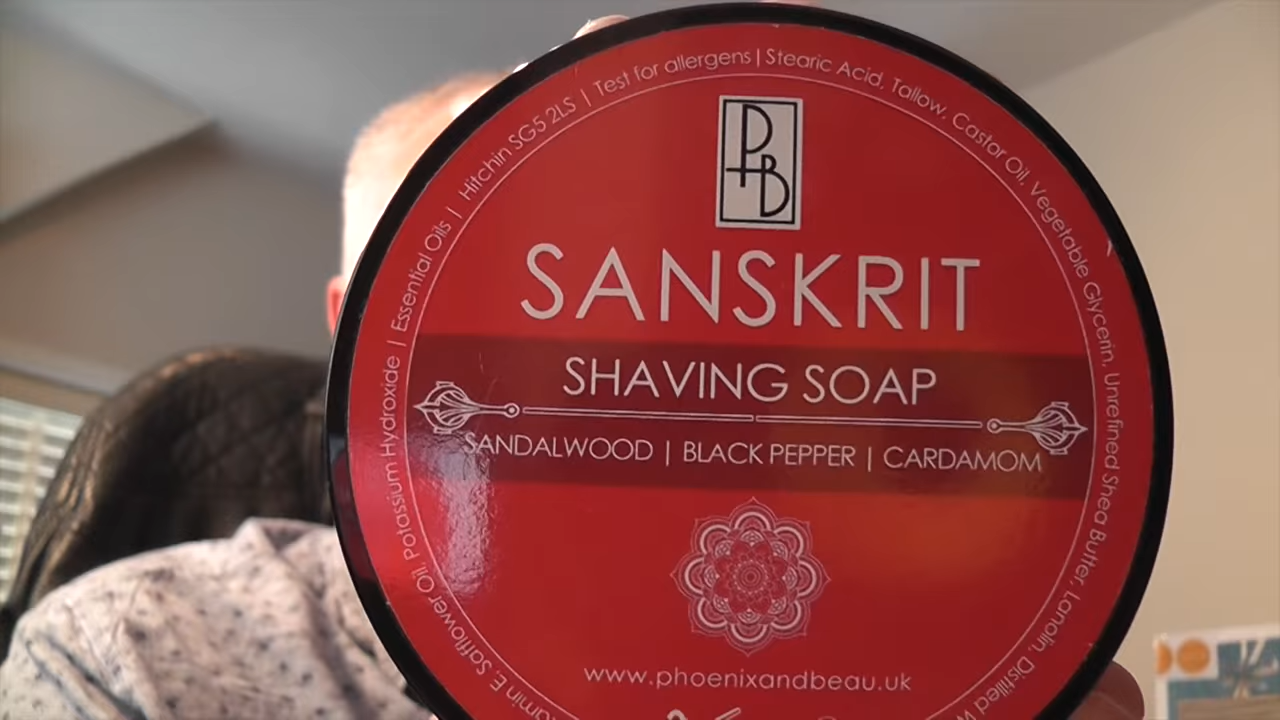 PB
SANSKRIT
SHAVING SOAP
SANDALWOOD | BLACK PEPPER | CARDAMOM
www.phoenixandbeau.uk
Safflower Oil, Potassium Hydroxide | Essential Oils | Hitchin SG5 2LS | Test for allergens | Stearic Acid, Tallow, Castor Oil, Vegetable Glycerin, Unrefined Shea Butter, Lanolin, Distilled